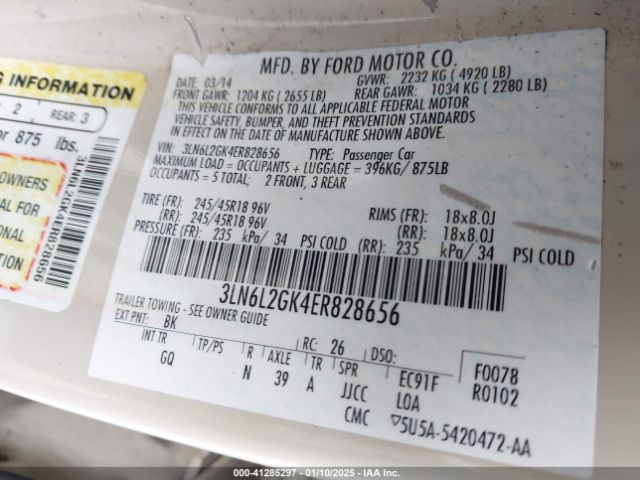 G INFORMATION
: 2 REAR: 3
or 875 lbs.
OWNERS
AL FOR
ONAL
ATION
3LN6L2GK4ER828656
MFD. BY FORD MOTOR CO.
DATE: 03/14 GVWR: 2232 KG ( 4920 LB)
FRONT GAWR: 1204 KG ( 2655 LB) REAR GAWR: 1034 KG ( 2280 LB)
THIS VEHICLE CONFORMS TO ALL APPLICABLE FEDERAL MOTOR
VEHICLE SAFETY, BUMPER, AND THEFT PREVENTION STANDARDS
IN EFFECT ON THE DATE OF MANUFACTURE SHOWN ABOVE.
VIN: 3LN6L2GK4ER828656 TYPE: Passenger Car
MAXIMUM LOAD = OCCUPANTS + LUGGAGE = 396KG/ 875LB
OCCUPANTS = 5 TOTAL; 2 FRONT, 3 REAR
TIRE (FR): 245/45R18 96V RIMS (FR): 18x8.0J
(RR): 245/45R18 96V (RR): 18x8.0J
PRESSURE (FR): 235 kPa/ 34 PSI COLD (RR): 235 kPa/ 34 PSI COLD
3LN6L2GK4ER828656
TRAILER TOWING - SEE OWNER GUIDE
EXT PNT: BK RC: 26 DSO: F0078
INT TR TP/PS R AXLE TR SPR EC91F R0102
GQ N 39 A JJCC LOA
CMC ▽5U5A-5420472-AA
000-41285297 - 01/10/2025 - IAAI.com